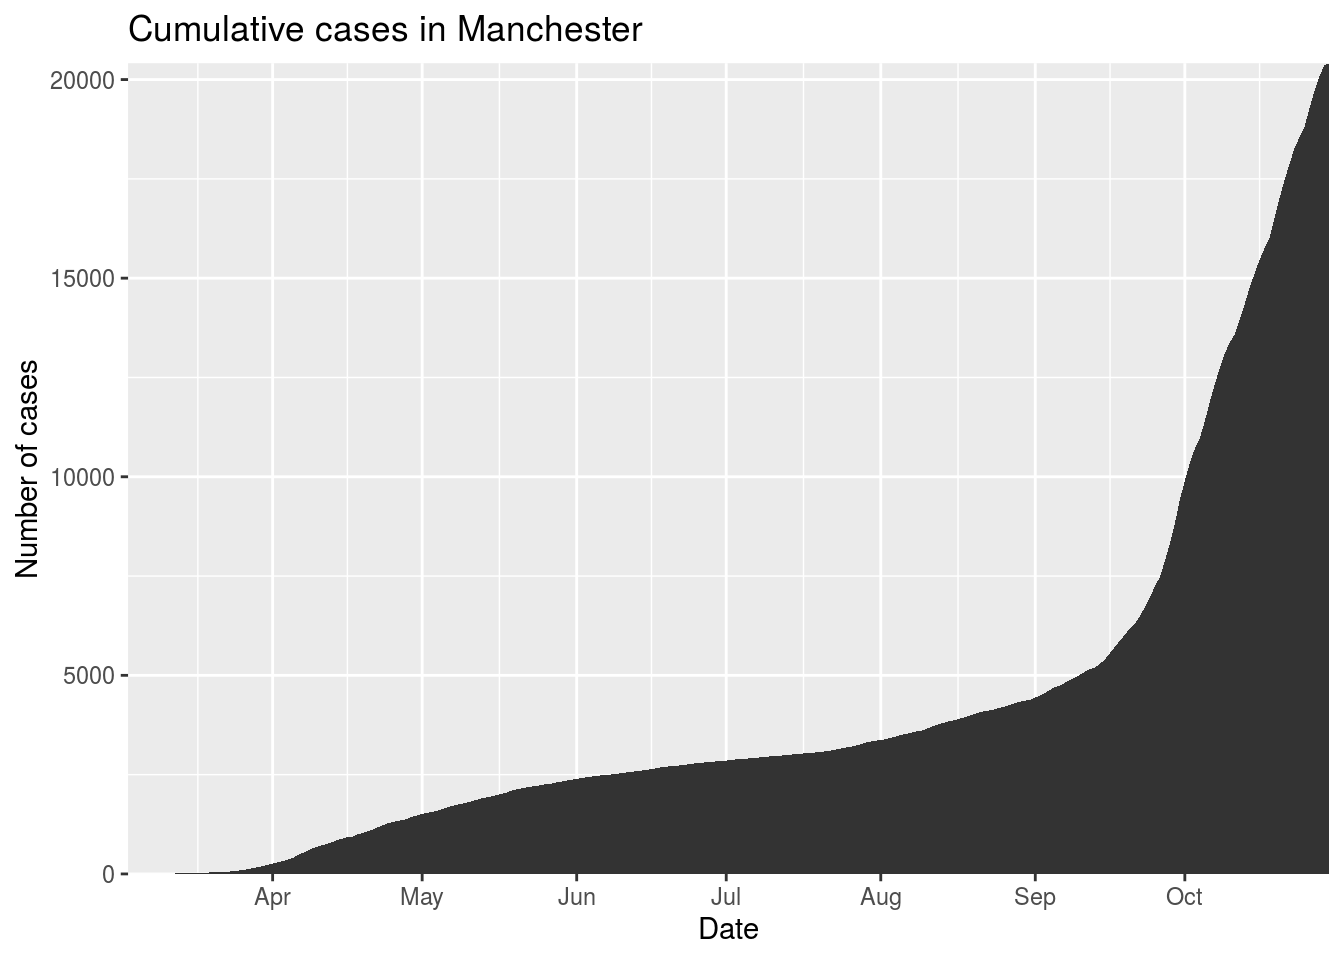 Cumulative cases in Manchester
20000
15000
10000
5000
0
Number of cases
Apr May Jun Jul Aug Sep Oct
Date